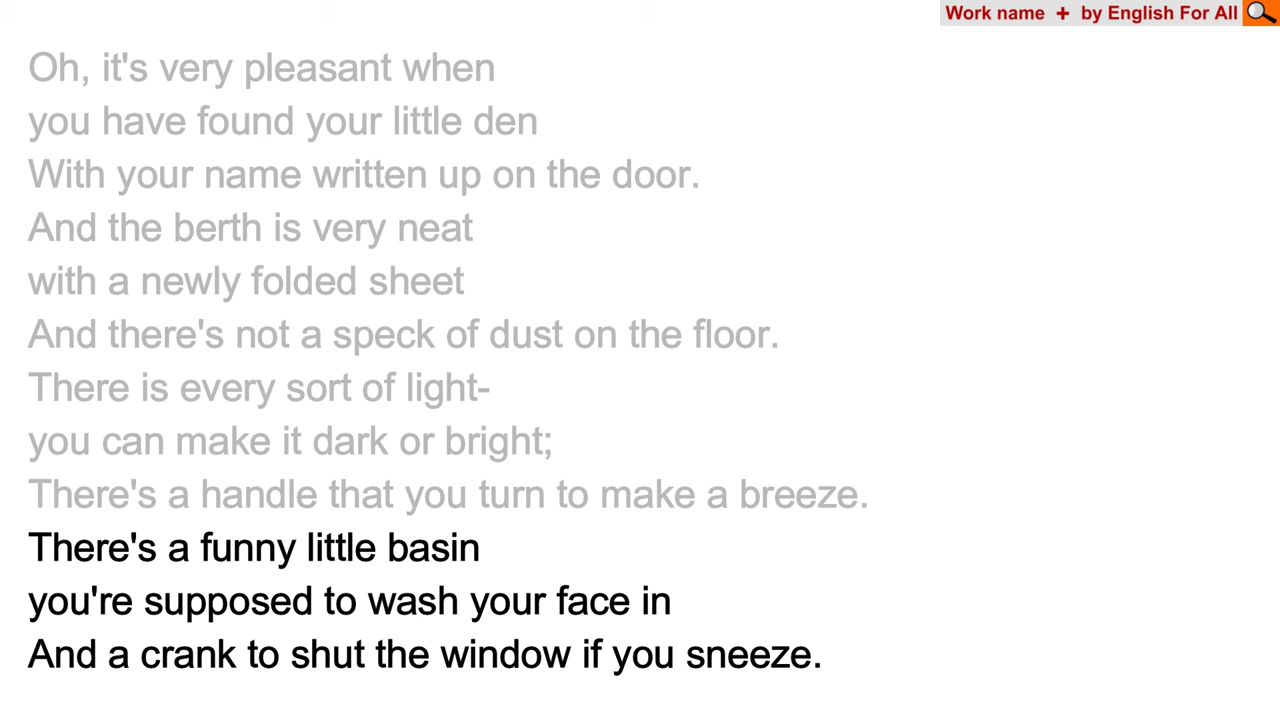 Work name + by English For All
Oh, it's very pleasant when
you have found your little den
With your name written up on the door.
And the berth is very neat
with a newly folded sheet
And there's not a speck of dust on the floor.
There is every sort of light-
you can make it dark or bright;
There's a handle that you turn to make a breeze.
There's a funny little basin
you're supposed to wash your face in
And a crank to shut the window if you sneeze.